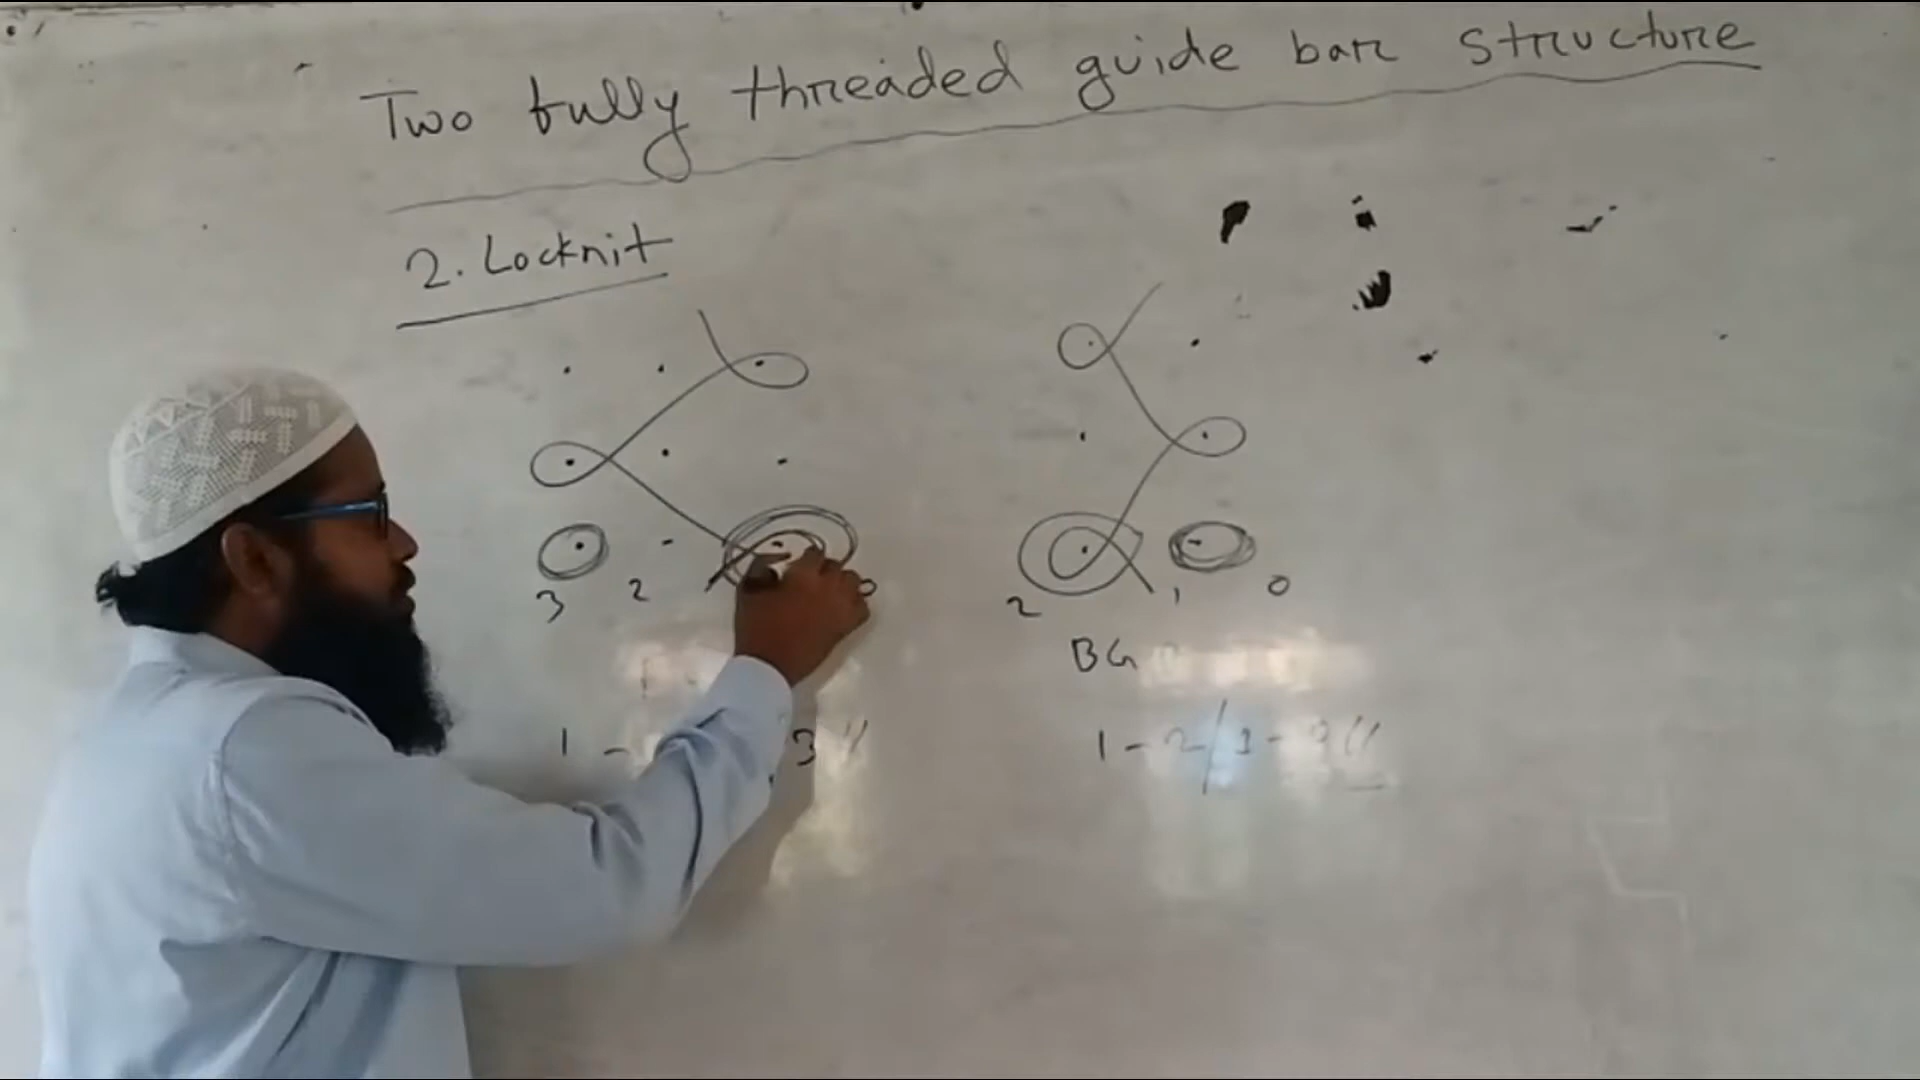 Two fully threaded guide bar structure
2. Locknit
3 2 0
2 1 0
BG
1 - 3 //
1 - 2 / 1 - 0 //